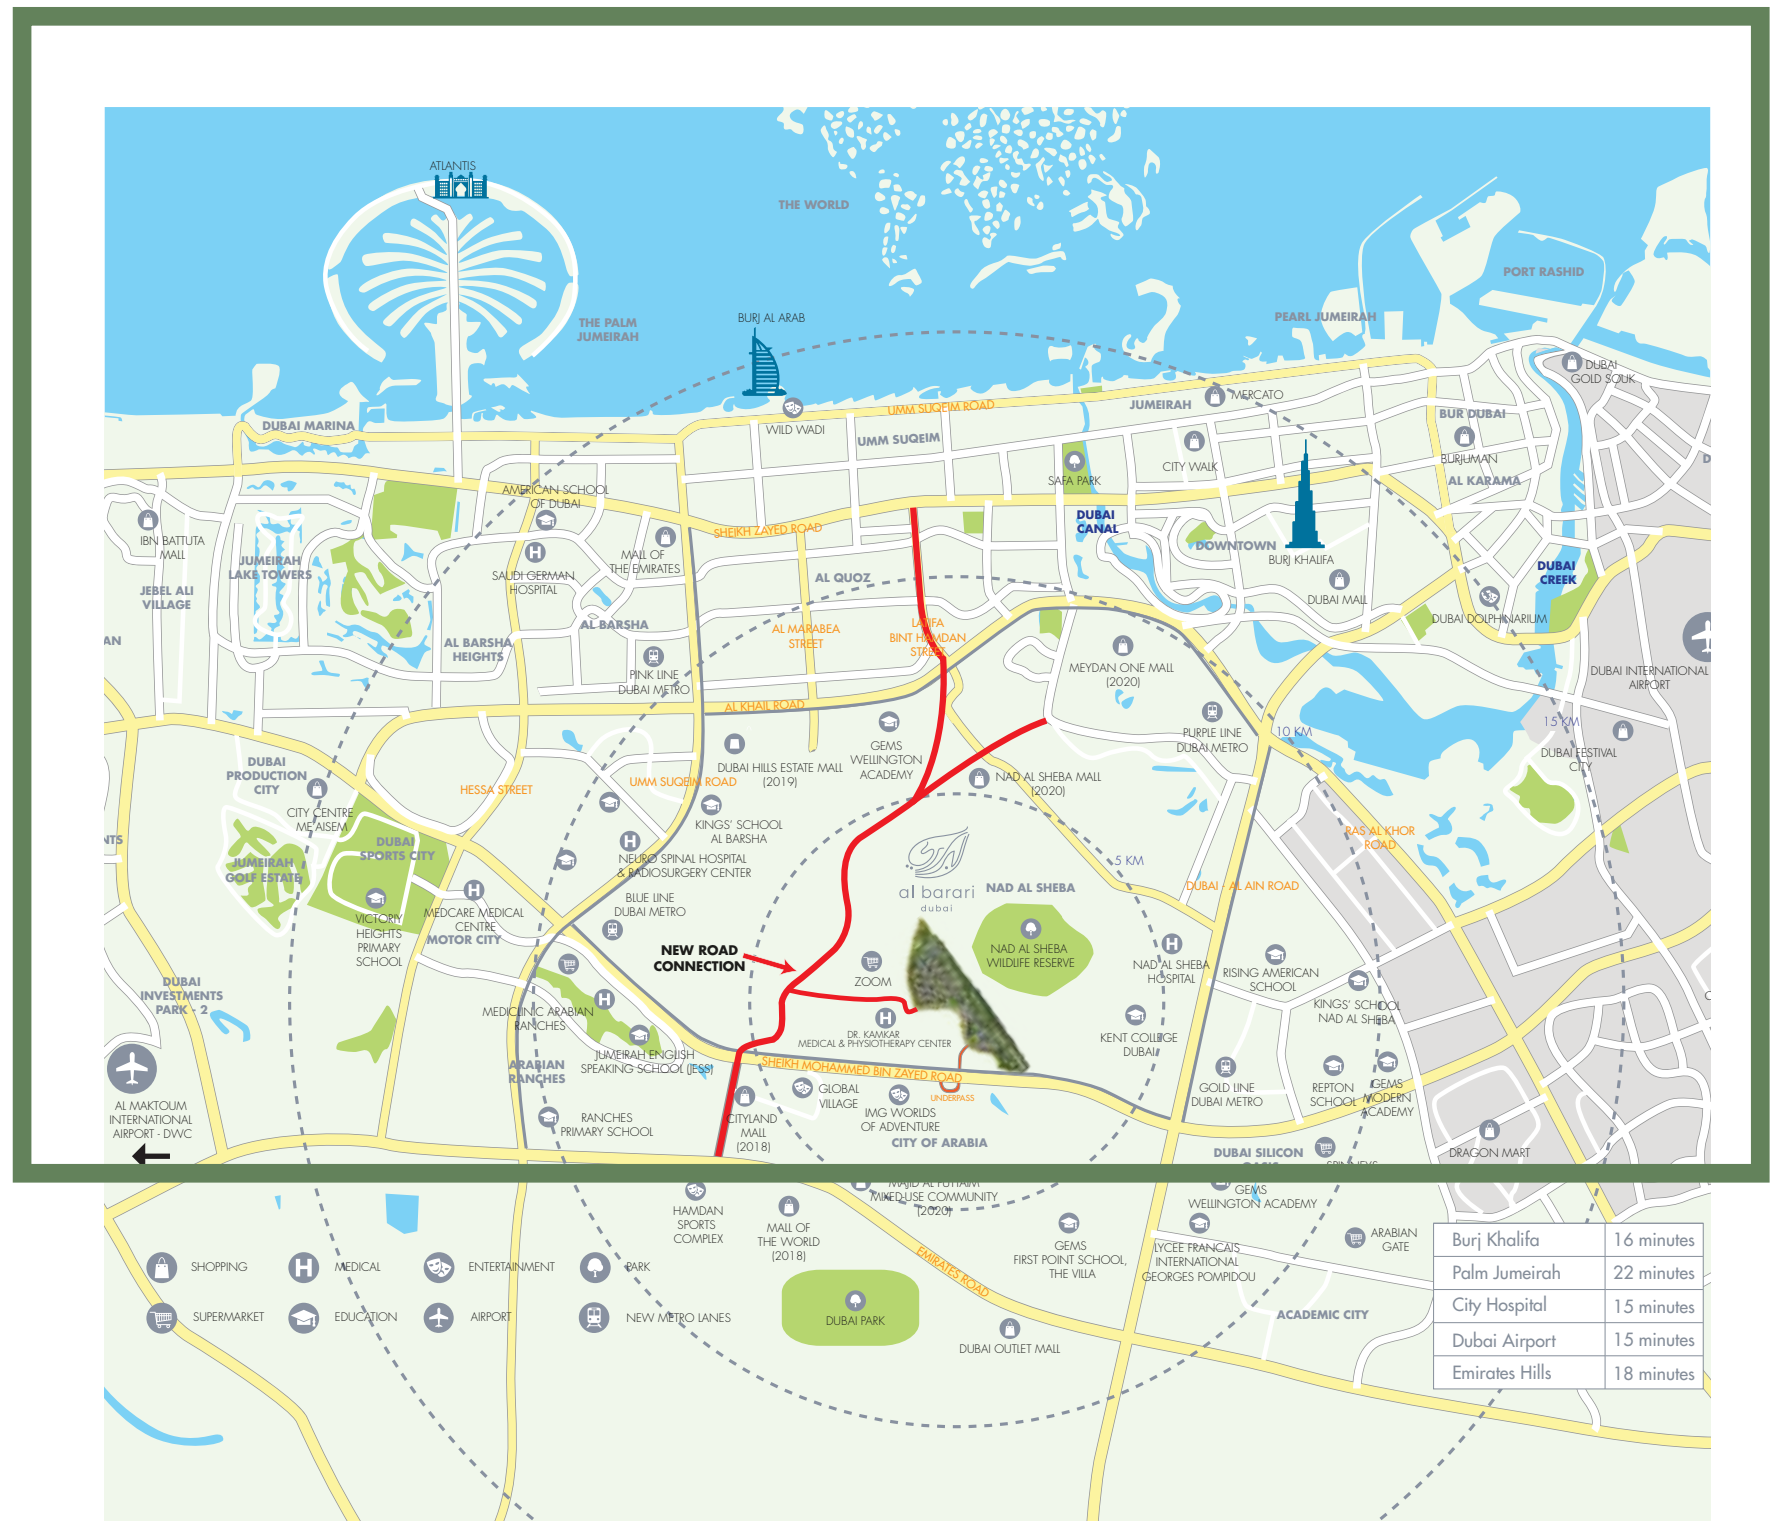 ATLANTIS
THE WORLD
THE PALM
JUMEIRAH
BURJ AL ARAB
PEARL JUMEIRAH
PORT RASHID
DUBAI
GOLD SOUK
DUBAI MARINA
WILD WADI
UMM SUQEIM ROAD
UMM SUQEIM
JUMEIRAH
MERCATO
BUR DUBAI
CITY WALK
BURJUMAN
AL KARAMA
D
SAFA PARK
AMERICAN SCHOOL
OF DUBAI
SHEIKH ZAYED ROAD
DUBAI
CANAL
DOWNTOWN
BURJ KHALIFA
IBN BATTUTA
MALL
JUMEIRAH
LAKE TOWERS
SAUDI GERMAN
HOSPITAL
MALL OF
THE EMIRATES
AL QUOZ
DUBAI
CREEK
JEBEL ALI
VILLAGE
DUBAI MALL
DUBAI DOLPHINARIUM
AL BARSHA
AL BARSHA
HEIGHTS
AL MARABEA
STREET
LATIFA
BINT HAMDAN
STREET
AN
PINK LINE
DUBAI METRO
MEYDAN ONE MALL
(2020)
DUBAI INTERNATIONAL
AIRPORT
AL KHAIL ROAD
PURPLE LINE
DUBAI METRO
10 KM
15 KM
DUBAI FESTIVAL
CITY
GEMS
WELLINGTON
ACADEMY
DUBAI HILLS ESTATE MALL
(2019)
NAD AL SHEBA MALL
(2020)
DUBAI
PRODUCTION
CITY
HESSA STREET
UMM SUQEIM ROAD
CITY CENTRE
ME'AISEM
KINGS' SCHOOL
AL BARSHA
RAS AL KHOR
ROAD
NTS
DUBAI
SPORTS CITY
JUMEIRAH
GOLF ESTATE
NEURO SPINAL HOSPITAL
& RADIOSURGERY CENTER
5 KM
al barari
dubai
NAD AL SHEBA
DUBAI - AL AIN ROAD
BLUE LINE
DUBAI METRO
VICTORIY
HEIGHTS
PRIMARY
SCHOOL
MEDCARE MEDICAL
CENTRE
MOTOR CITY
NEW ROAD
CONNECTION
NAD AL SHEBA
WILDLIFE RESERVE
ZOOM
NAD AL SHEBA
HOSPITAL
RISING AMERICAN
SCHOOL
DUBAI
INVESTMENTS
PARK - 2
KINGS' SCHOOL
NAD AL SHEBA
MEDICLINIC ARABIAN
RANCHES
DR. KAMKAR
MEDICAL & PHYSIOTHERAPY CENTER
KENT COLLEGE
DUBAI
JUMEIRAH ENGLISH
SPEAKING SCHOOL (JESS)
ARABIAN
RANCHES
SHEIKH MOHAMMED BIN ZAYED ROAD
GOLD LINE
DUBAI METRO
REPTON
SCHOOL
GEMS
MODERN
ACADEMY
AL MAKTOUM
INTERNATIONAL
AIRPORT - DWC
CITYLAND
MALL
(2018)
GLOBAL
VILLAGE
IMG WORLDS
OF ADVENTURE
UNDERPASS
RANCHES
PRIMARY SCHOOL
CITY OF ARABIA
DUBAI SILICON
OASIS
SPINNEYS
DRAGON MART
MAJID AL FUTTAIM
MIXED-USE COMMUNITY
(2020)
GEMS
WELLINGTON ACADEMY
HAMDAN
SPORTS
COMPLEX
MALL OF
THE WORLD
(2018)
GEMS
FIRST POINT SCHOOL,
THE VILLA
LYCEE FRANCAIS
INTERNATIONAL
GEORGES POMPIDOU
ARABIAN
GATE
EMIRATES ROAD
ACADEMIC CITY
DUBAI PARK
DUBAI OUTLET MALL
SHOPPING
MEDICAL
ENTERTAINMENT
PARK
SUPERMARKET
EDUCATION
AIRPORT
NEW METRO LANES
Burj Khalifa 16 minutes
Palm Jumeirah 22 minutes
City Hospital 15 minutes
Dubai Airport 15 minutes
Emirates Hills 18 minutes